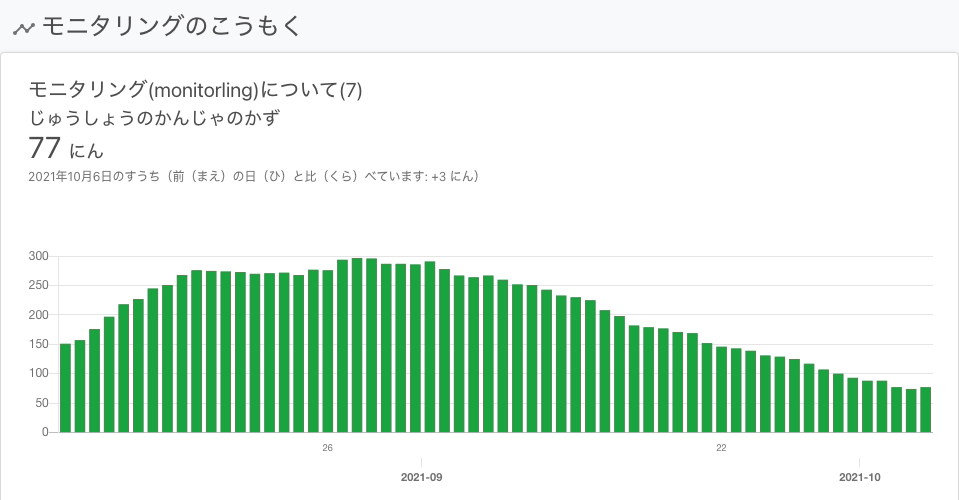 モニタリングのこうもく
モニタリング(monitorling)について(7)
じゅうしょうのかんじゃのかず
77 にん
2021年10月6日のすうち（前（まえ）の日（ひ）と比（くら）べています: +3 にん）
300
250
200
150
100
50
0
26
22
2021-09
2021-10